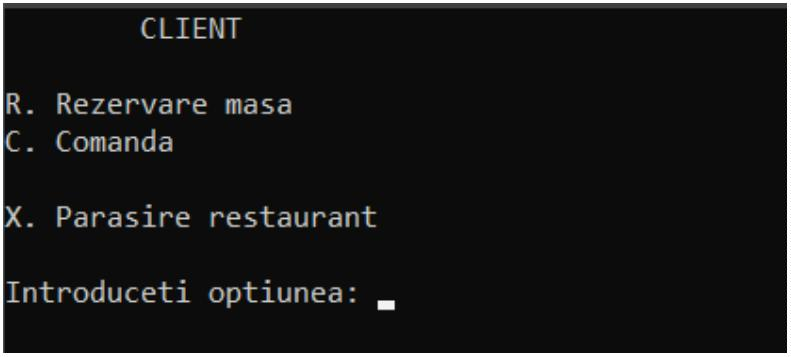 CLIENT
R. Rezervare masa
C. Comanda
X. Parasire restaurant
Introduceti optiunea: